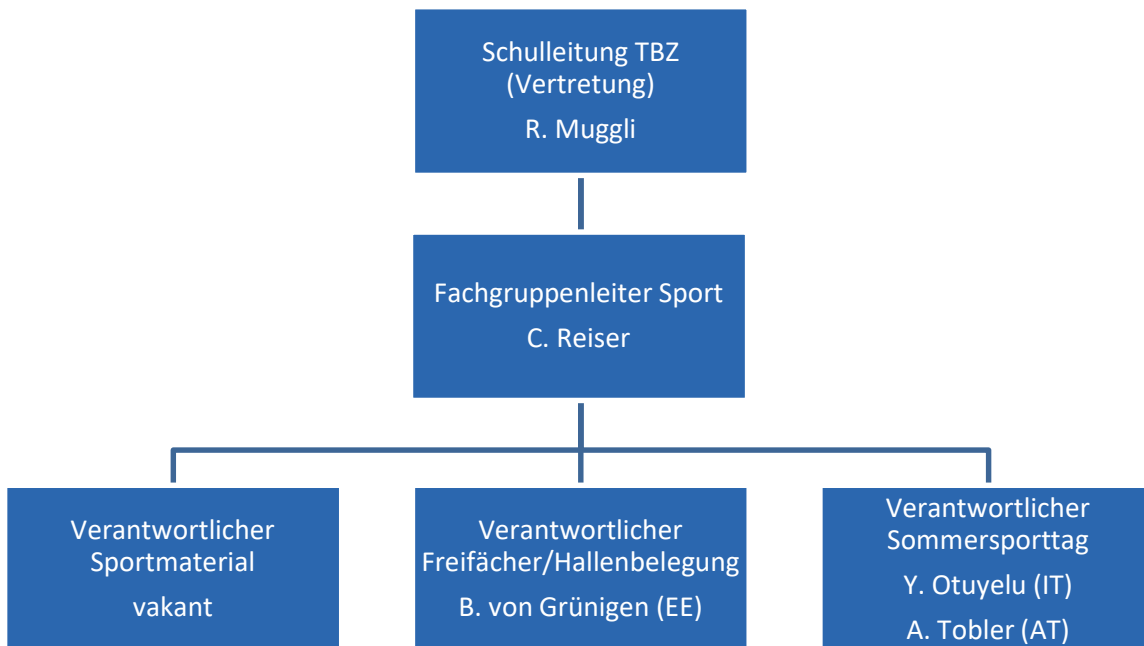 Schulleitung TBZ
(Vertretung)
R. Muggli
Fachgruppenleiter Sport
C. Reiser
Verantwortlicher
Sportmaterial
vakant
Verantwortlicher
Freifächer/Hallenbelegung
B. von Grünigen (EE)
Verantwortlicher
Sommersporttag
Y. Otuyelu (IT)
A. Tobler (AT)